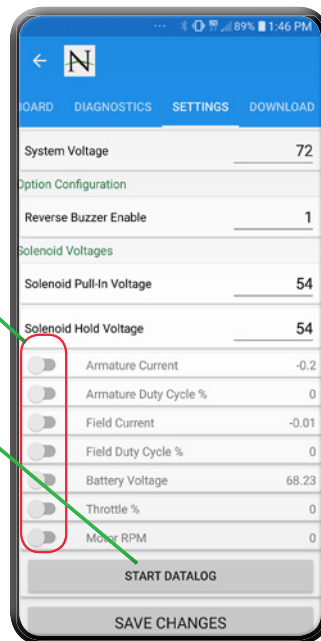 ... 89% 1:46 PM
N
OARD DIAGNOSTICS SETTINGS DOWNLOAD
System Voltage 72
Option Configuration
Reverse Buzzer Enable 1
Solenoid Voltages
Solenoid Pull-In Voltage 54
Solenoid Hold Voltage 54
Armature Current -0.2
Armature Duty Cycle % 0
Field Current -0.01
Field Duty Cycle % 0
Battery Voltage 68.23
Throttle % 0
Motor RPM 0
START DATALOG
SAVE CHANGES